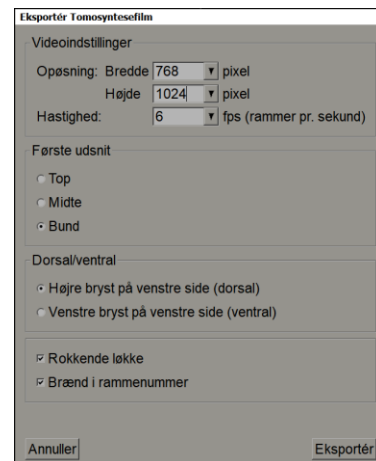 Eksportér Tomosyntesefilm
Videoindstillinger
Opøsning: Bredde 768 pixel
Højde 1024 pixel
Hastighed: 6 fps (rammer pr. sekund)
Første udsnit
Top
Midte
Bund
Dorsal/ventral
Højre bryst på venstre side (dorsal)
Venstre bryst på venstre side (ventral)
Rokkende løkke
Brænd i rammenummer
Annuller Eksportér